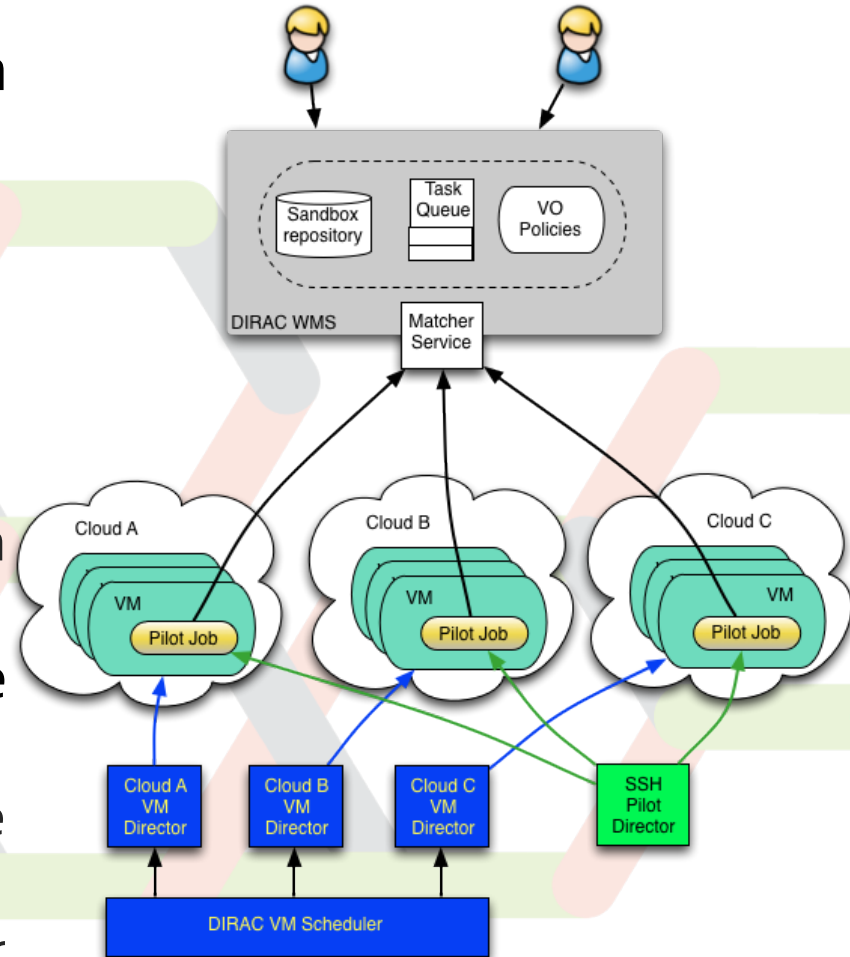 n
Sandbox
repository
Task
Queue
VO
Policies
DIRAC WMS
Matcher
Service
Cloud A
VM
Pilot Job
Cloud B
VM
Pilot Job
Cloud C
VM
Pilot Job
n
e
e
r
Cloud A
VM
Director
Cloud B
VM
Director
Cloud C
VM
Director
SSH
Pilot
Director
DIRAC VM Scheduler